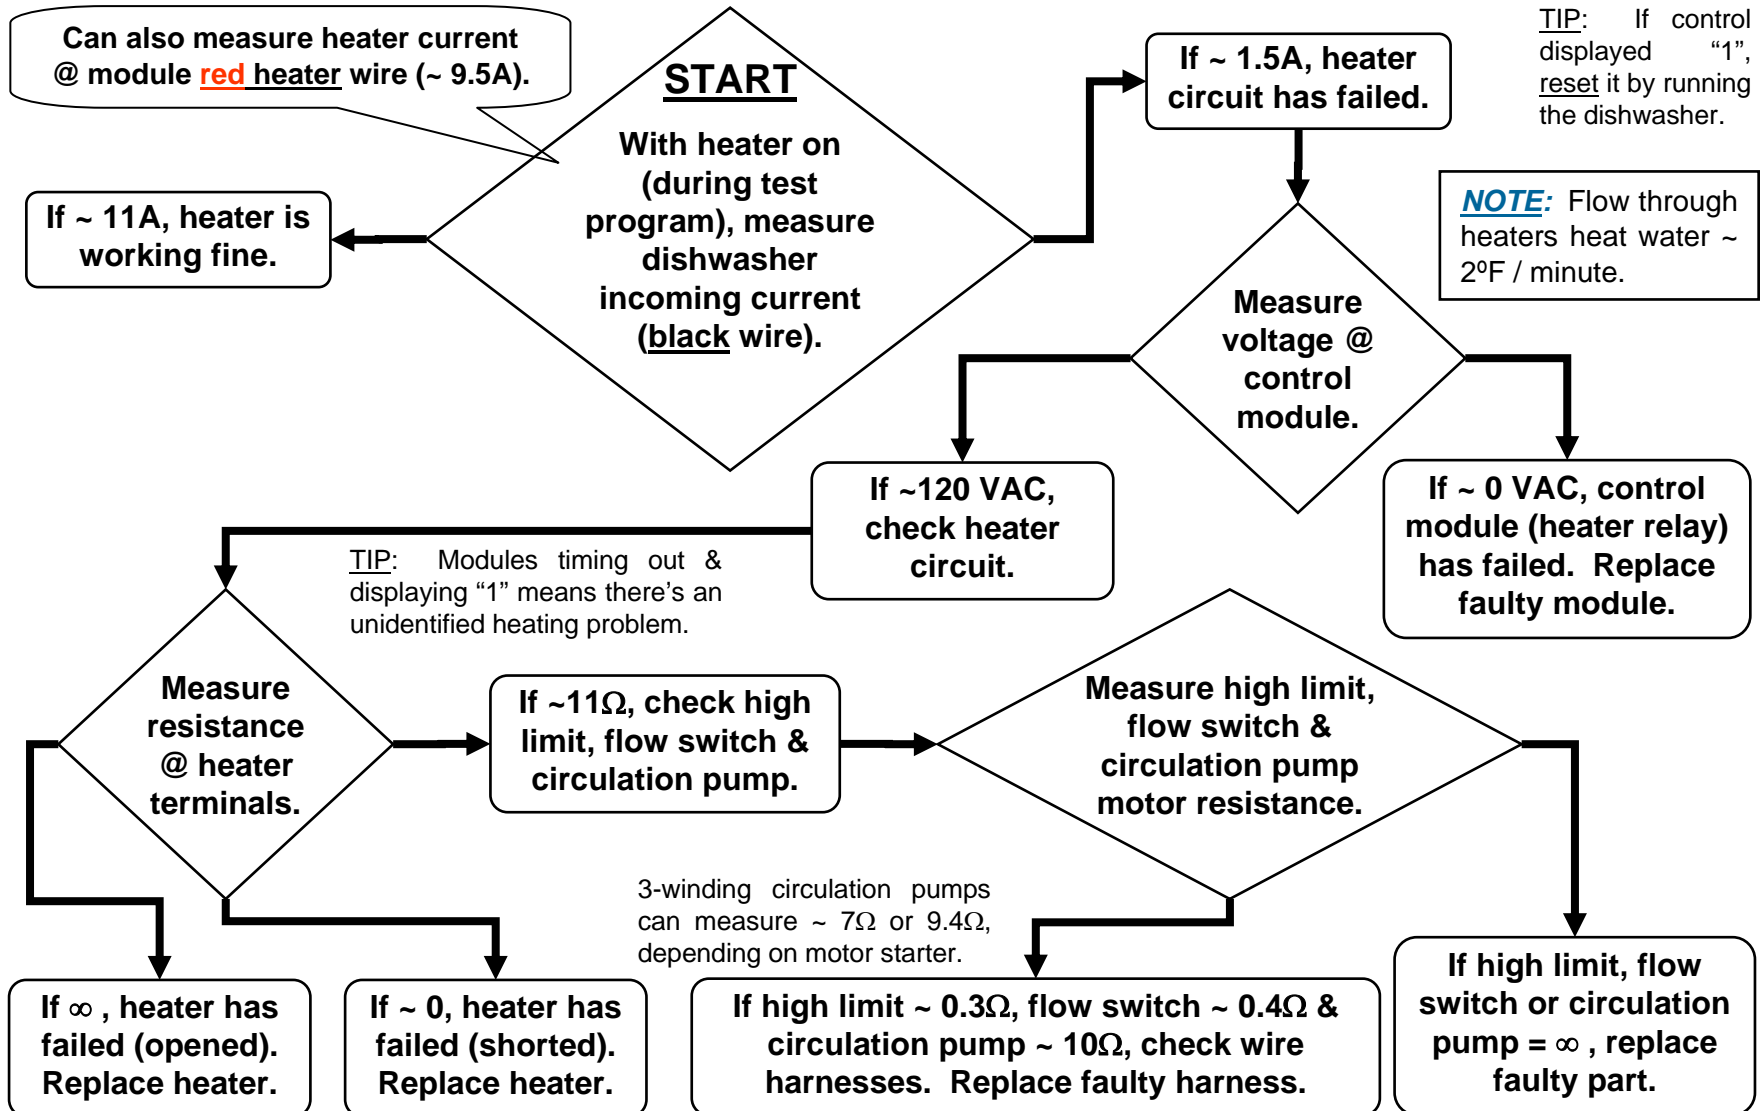 Can also measure heater current
@ module red heater wire (~ 9.5A).
START
With heater on
(during test
program), measure
dishwasher
incoming current
(black wire).
If ~ 11A, heater is
working fine.
If ~ 1.5A, heater
circuit has failed.
TIP: If control
displayed “1”,
reset it by running
the dishwasher.
NOTE: Flow through
heaters heat water ~
2ºF / minute.
Measure
voltage @
control
module.
If ~120 VAC,
check heater
circuit.
If ~ 0 VAC, control
module (heater relay)
has failed. Replace
faulty module.
TIP: Modules timing out &
displaying “1” means there’s an
unidentified heating problem.
Measure
resistance
@ heater
terminals.
If ~11Ω, check high
limit, flow switch &
circulation pump.
Measure high limit,
flow switch &
circulation pump
motor resistance.
3-winding circulation pumps
can measure ~ 7Ω or 9.4Ω,
depending on motor starter.
If ∞ , heater has
failed (opened).
Replace heater.
If ~ 0, heater has
failed (shorted).
Replace heater.
If high limit ~ 0.3Ω, flow switch ~ 0.4Ω &
circulation pump ~ 10Ω, check wire
harnesses. Replace faulty harness.
If high limit, flow
switch or circulation
pump = ∞ , replace
faulty part.